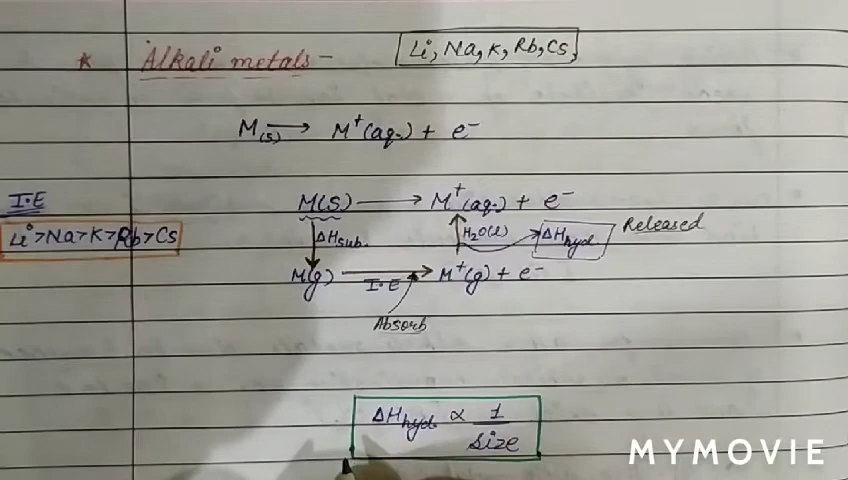 * Alkali metals - Li, Na, K, Rb, Cs,
M(s) → M⁺(aq.) + e⁻
I.E
Li > Na > K > Rb > Cs
M(s) → M⁺(aq.) + e⁻
ΔHsub. H₂O(l) ΔHhyd. Released
M(g) → M⁺(g) + e⁻
I.E
Absorb
ΔHhyd. ∝ 1/size
MYMOVIE